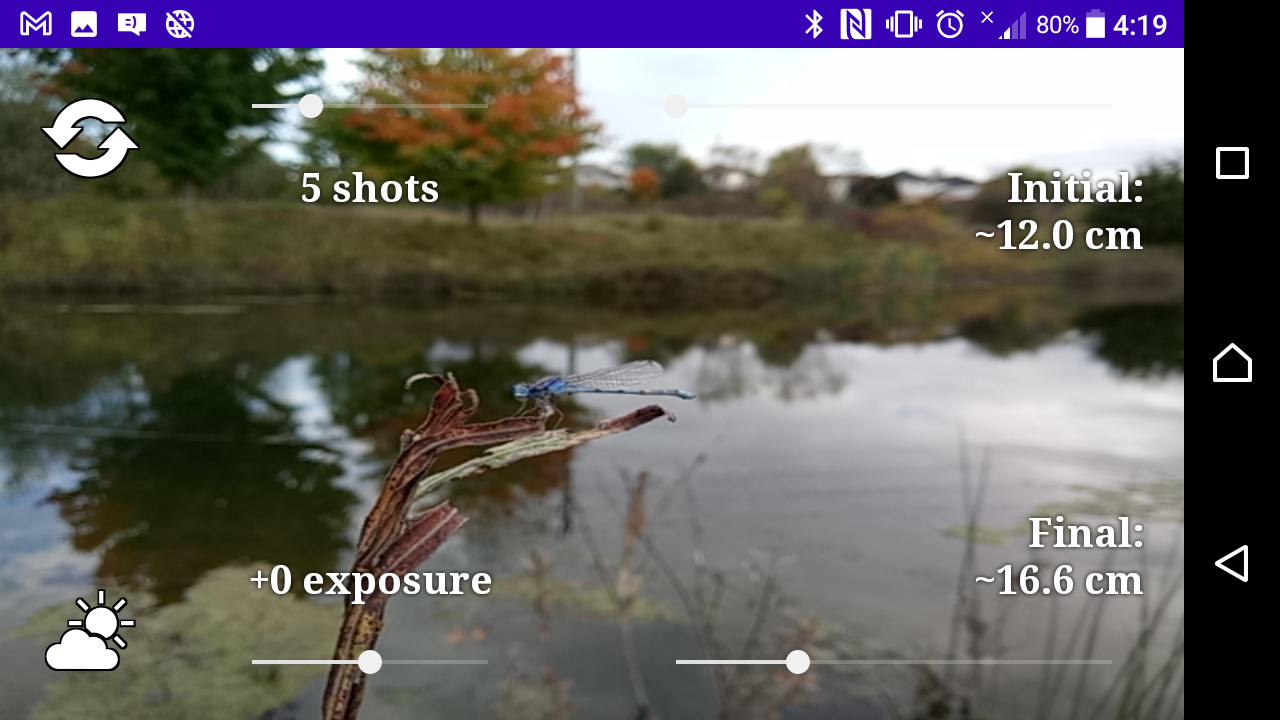 80% 4:19
5 shots
Initial:
~12.0 cm
Final:
~16.6 cm
+0 exposure